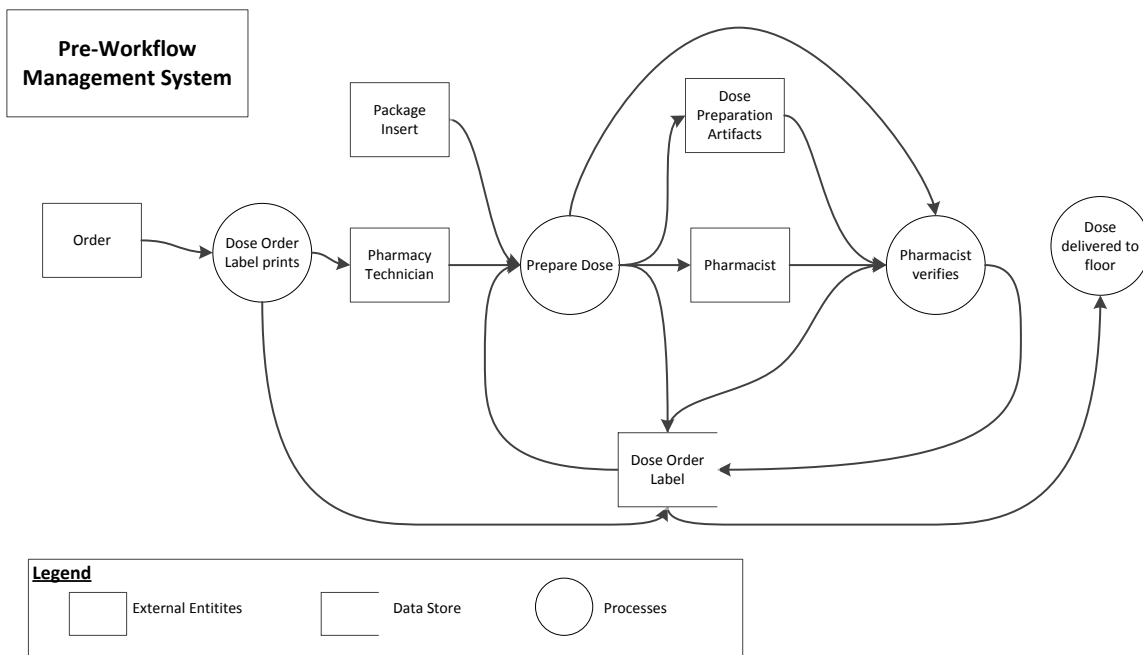 Pre-Workflow
Management System
Package
Insert
Dose
Preparation
Artifacts
Order
Dose Order
Label prints
Pharmacy
Technician
Prepare Dose
Pharmacist
Pharmacist
verifies
Dose
delivered to
floor
Dose Order
Label
Legend
External Entitites
Data Store
Processes